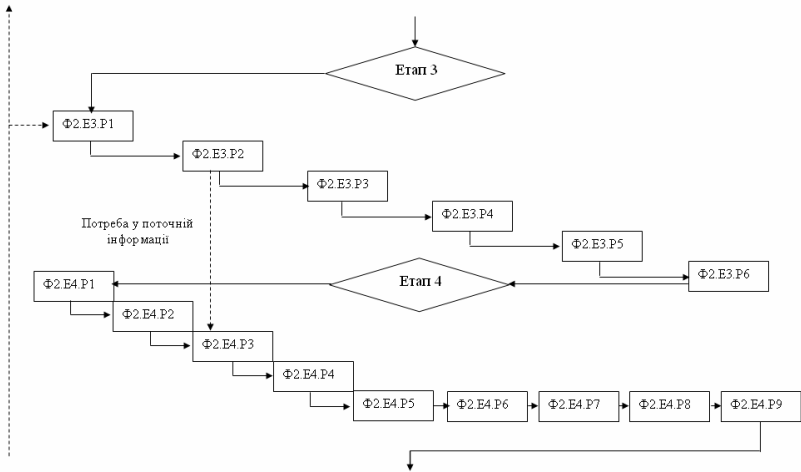 Етап 3
Ф2.Е3.Р1
Ф2.Е3.Р2
Ф2.Е3.Р3
Ф2.Е3.Р4
Потреба у поточній
інформації
Ф2.Е3.Р5
Ф2.Е3.Р6
Етап 4
Ф2.Е4.Р1
Ф2.Е4.Р2
Ф2.Е4.Р3
Ф2.Е4.Р4
Ф2.Е4.Р5
Ф2.Е4.Р6
Ф2.Е4.Р7
Ф2.Е4.Р8
Ф2.Е4.Р9